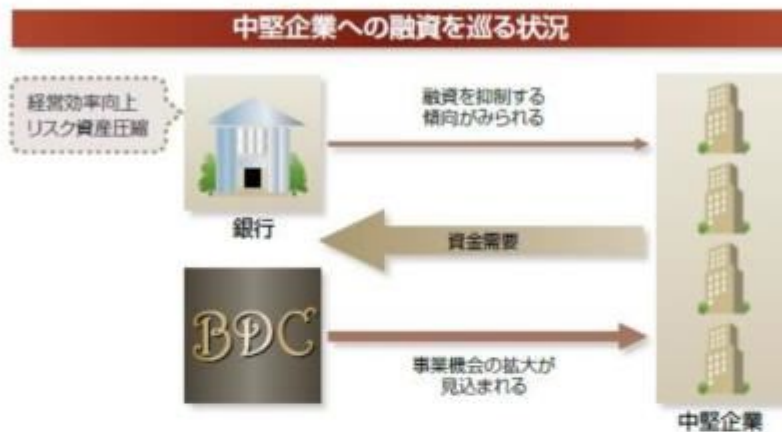 中堅企業への融資を巡る状況
経営効率向上
リスク資産圧縮
融資を抑制する
傾向がみられる
銀行
資金需要
BDC
事業機会の拡大が
見込まれる
中堅企業